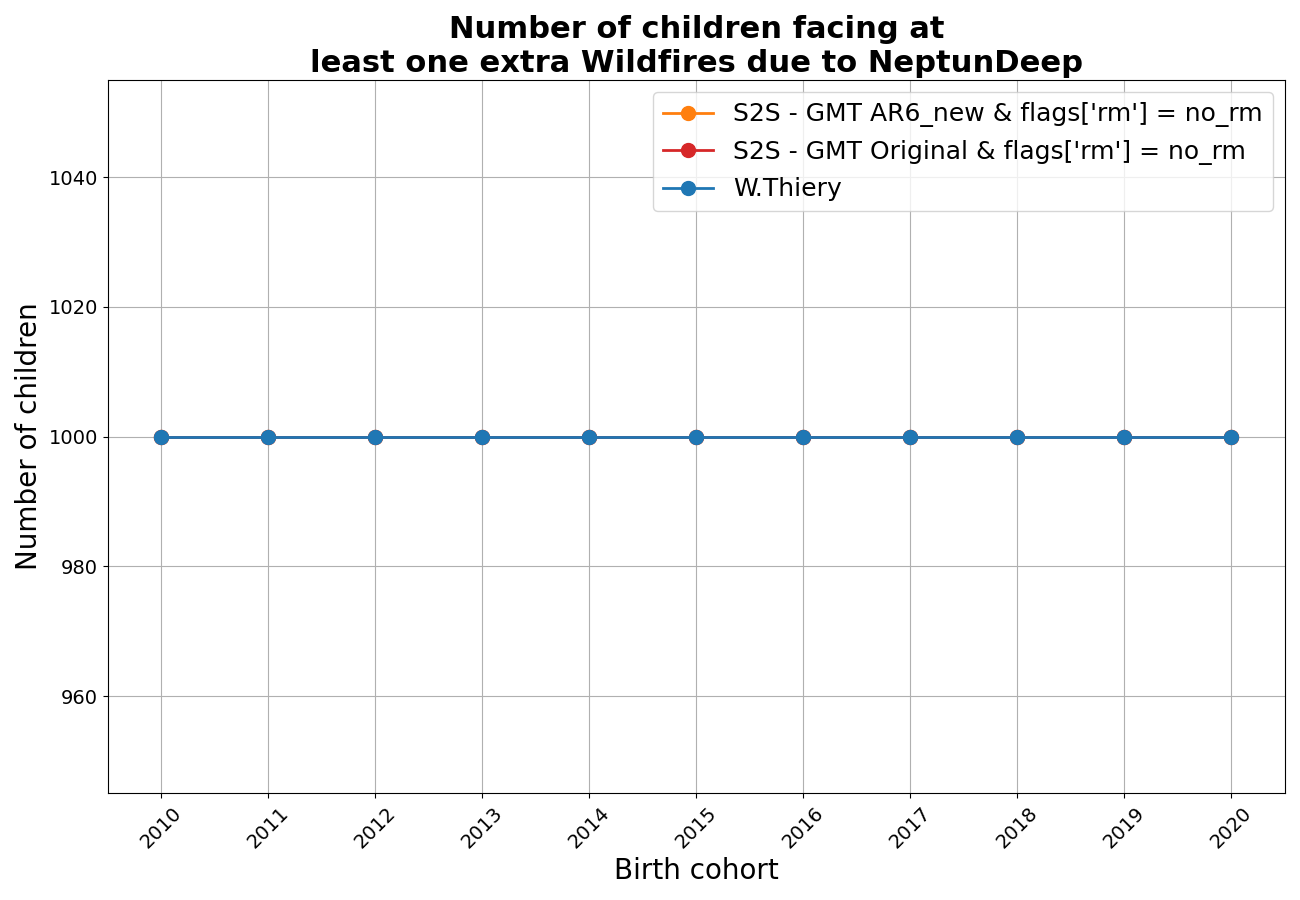 Number of children facing at
least one extra Wildfires due to NeptunDeep
S2S - GMT AR6_new & flags['rm'] = no_rm
S2S - GMT Original & flags['rm'] = no_rm
W.Thiery
Number of children
1040
1020
1000
980
960
2010 2011 2012 2013 2014 2015 2016 2017 2018 2019 2020
Birth cohort